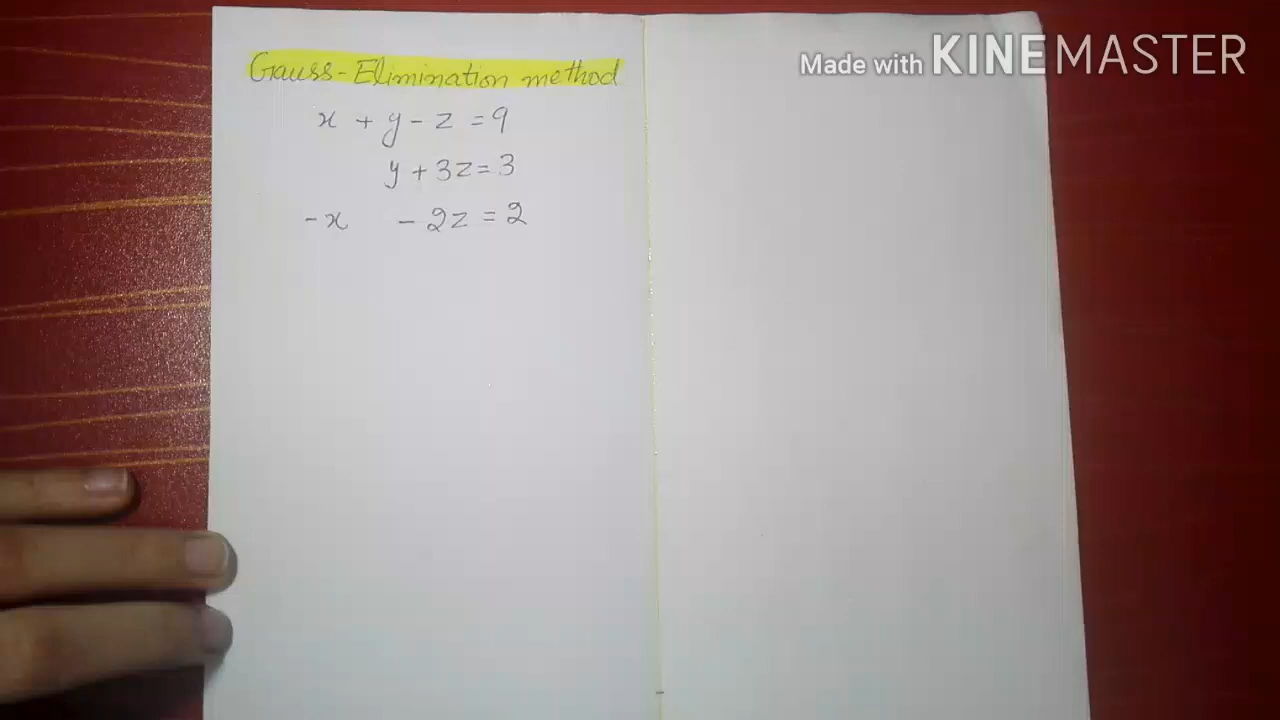 Gauss-Elimination method
x + y - z = 9
y + 3z = 3
-x - 2z = 2
Made with KINEMASTER